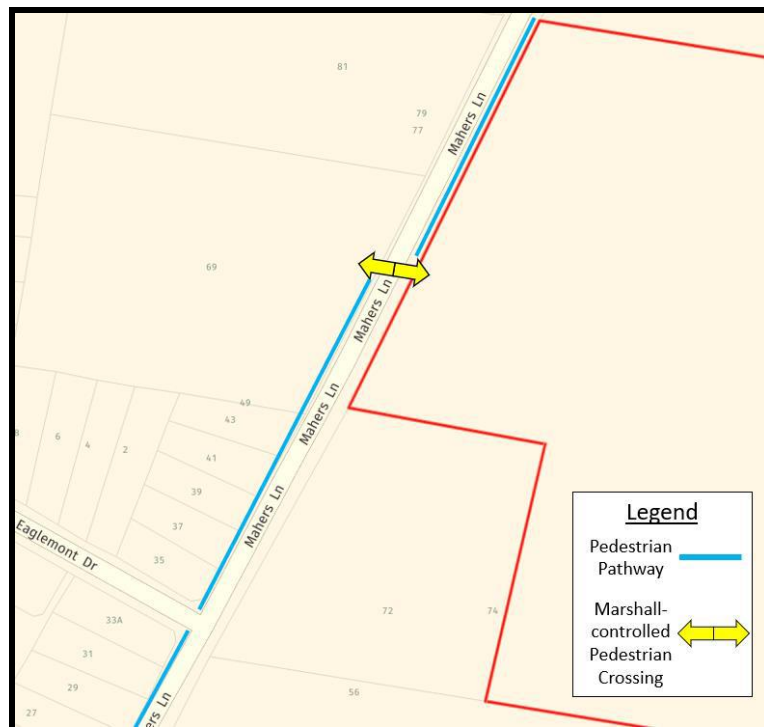 81
79
77
Mahers Ln
69
Mahers Ln
49
43
Mahers Ln
8
6
4
2
41
39
Mahers Ln
37
35
Eaglemont Dr
33A
31
29
27
72
74
56
Legend
Pedestrian
Pathway
Marshall-
controlled
Pedestrian
Crossing